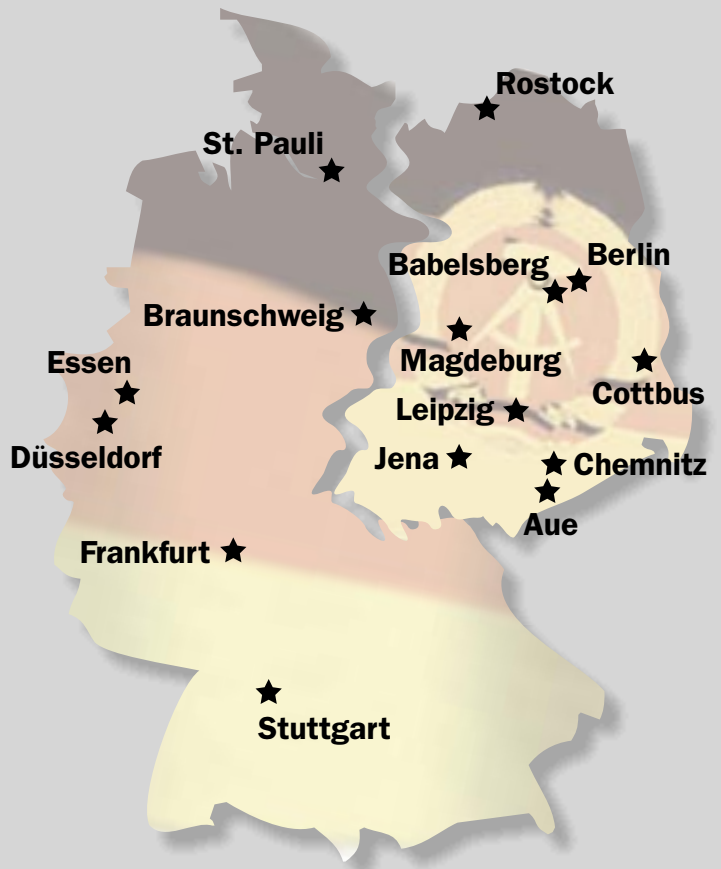 Rostock
St. Pauli
Berlin
Babelsberg
Braunschweig
Magdeburg
Essen
Cottbus
Leipzig
Düsseldorf
Jena
Chemnitz
Aue
Frankfurt
Stuttgart